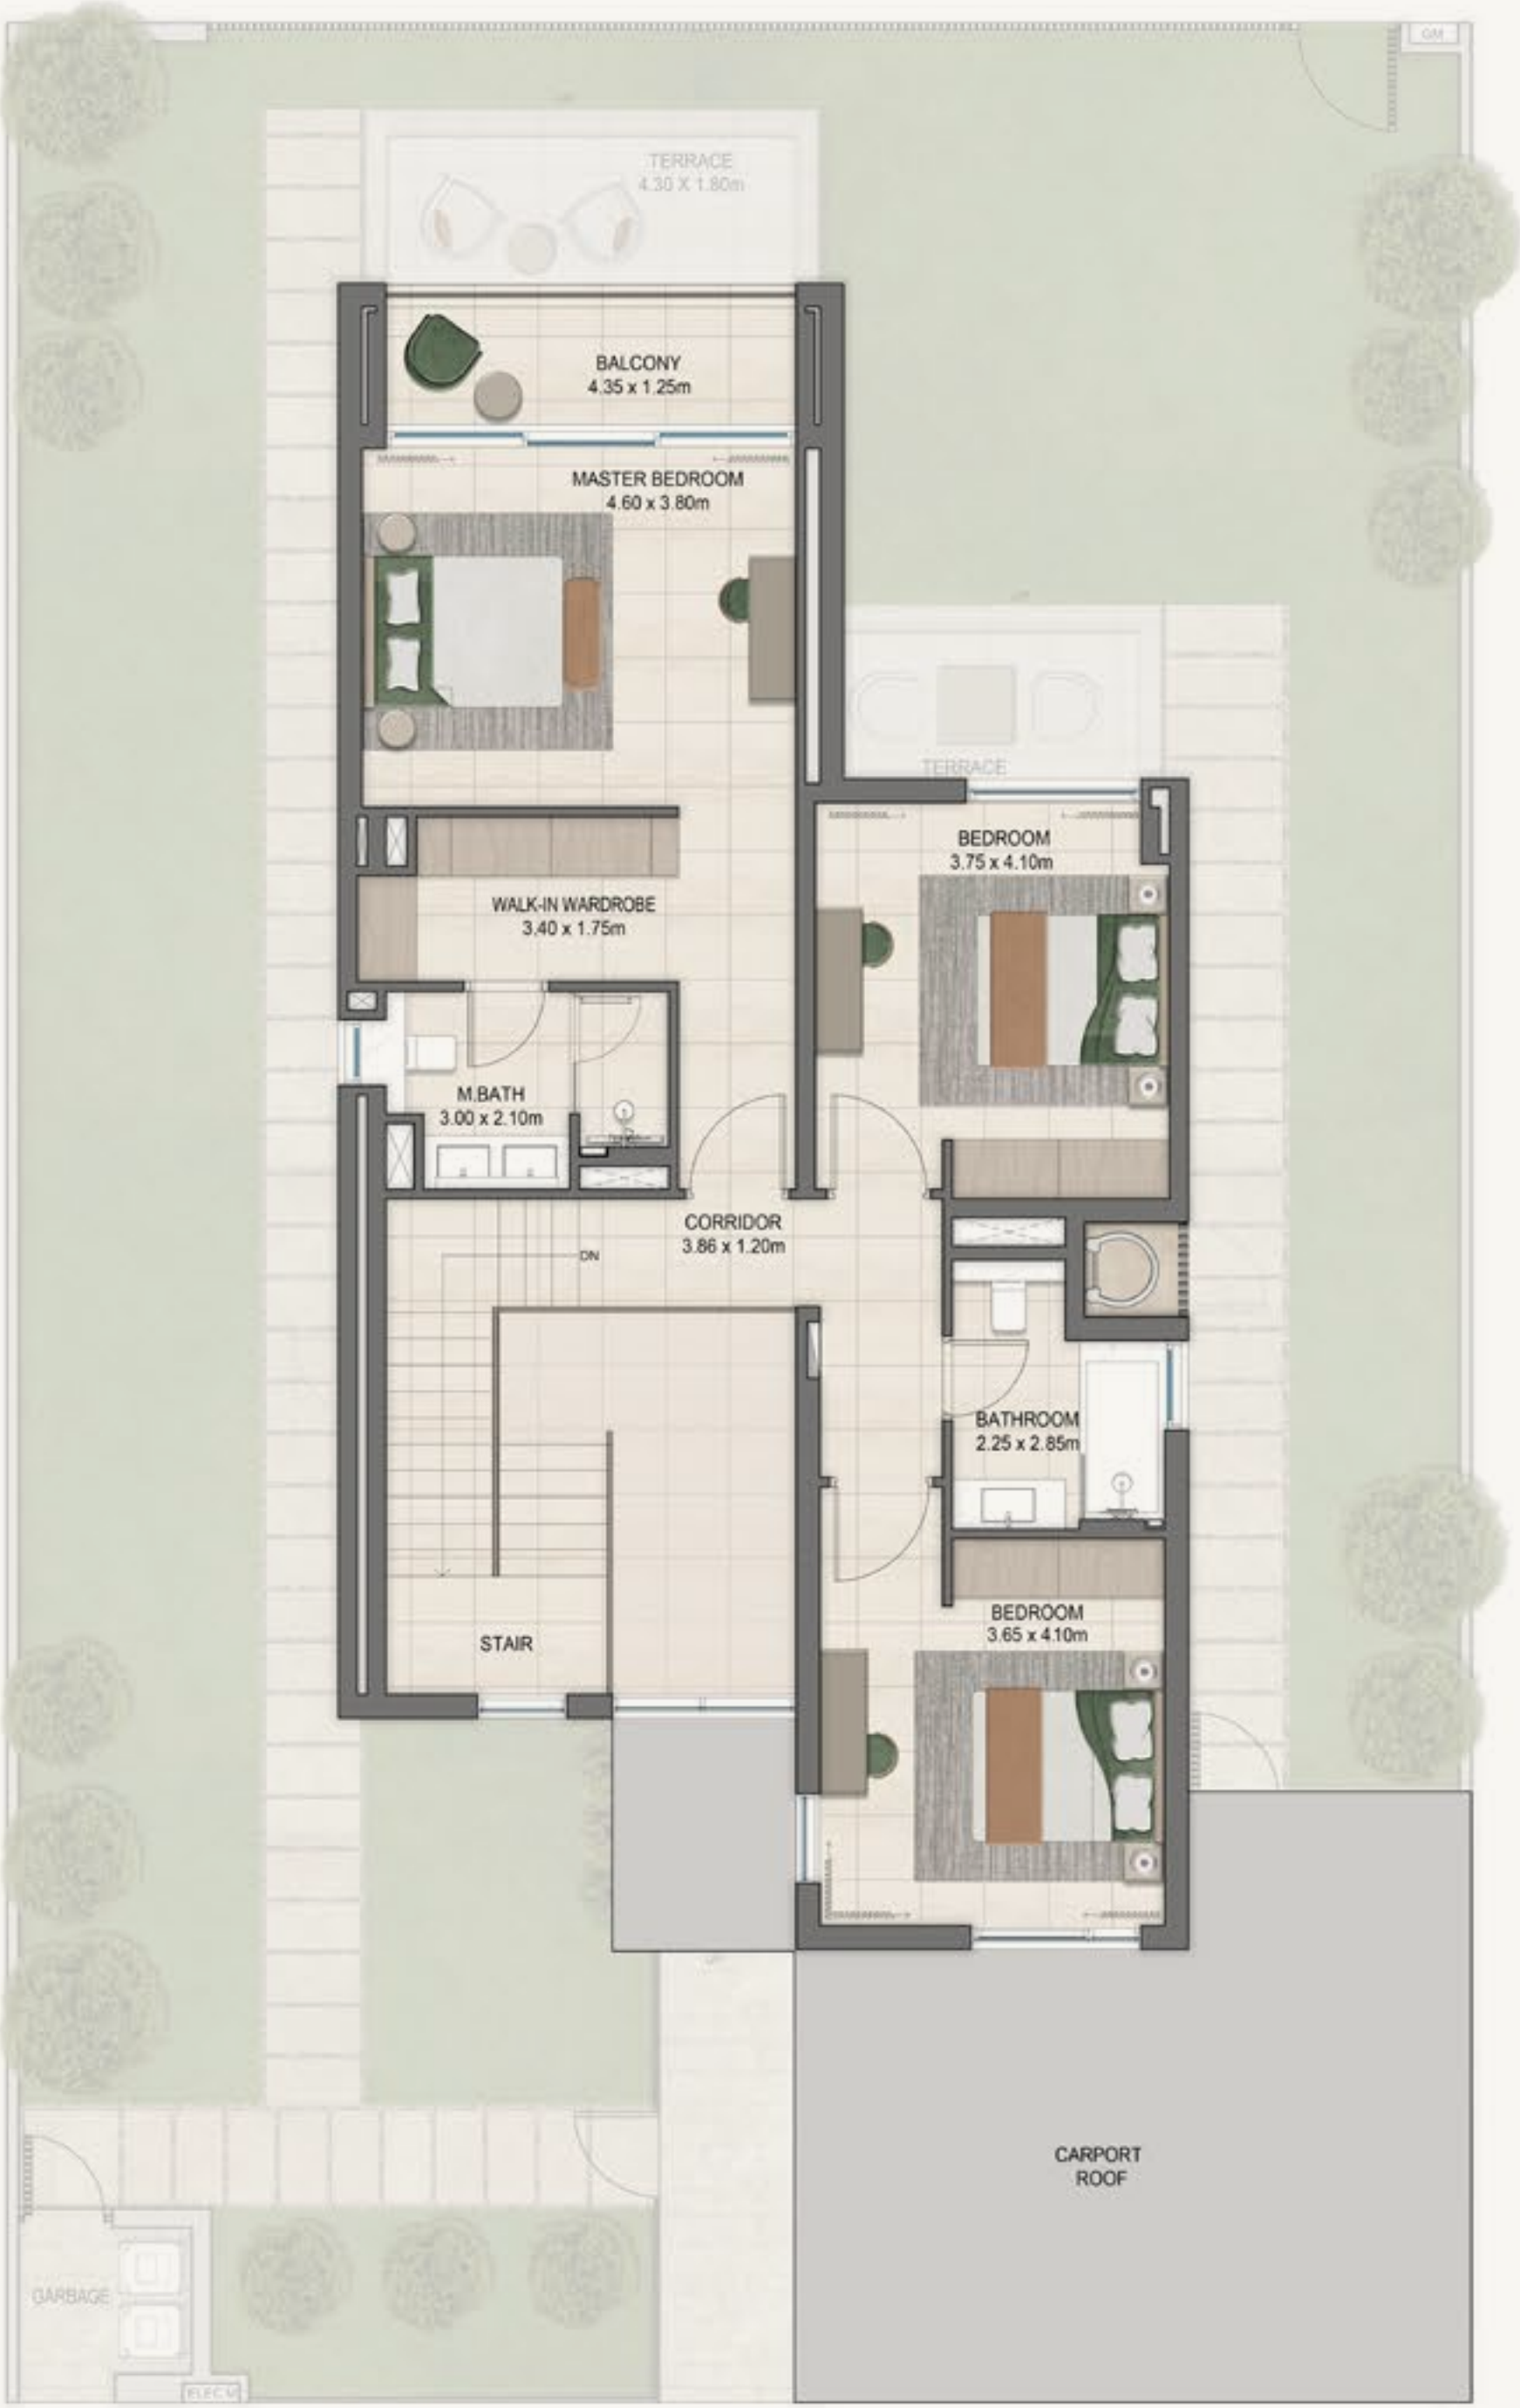 GM
TERRACE
4.30 X 1.80m
BALCONY
4.35 x 1.25m
MASTER BEDROOM
4.60 x 3.80m
TERRACE
BEDROOM
3.75 x 4.10m
WALK-IN WARDROBE
3.40 x 1.75m
M.BATH
3.00 x 2.10m
CORRIDOR
3.86 x 1.20m
DN
BATHROOM
2.25 x 2.85m
BEDROOM
3.65 x 4.10m
STAIR
CARPORT
ROOF
GARBAGE
ELEC M